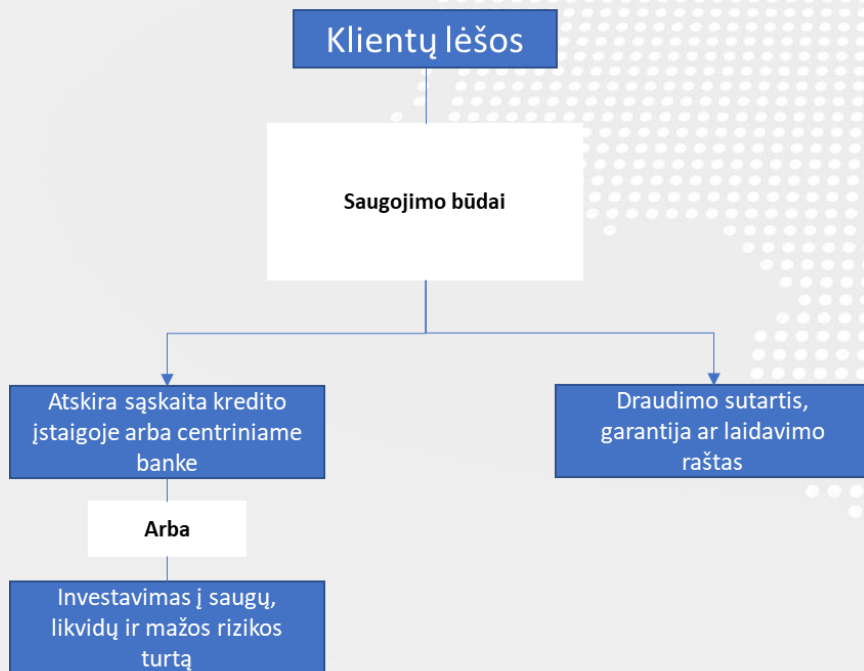 Klientų lėšos
Saugojimo būdai
Atskira sąskaita kredito
įstaigoje arba centriniame
banke
Draudimo sutartis,
garantija ar laidavimo
raštas
Arba
Investavimas į saugų,
likvidų ir mažos rizikos
turtą